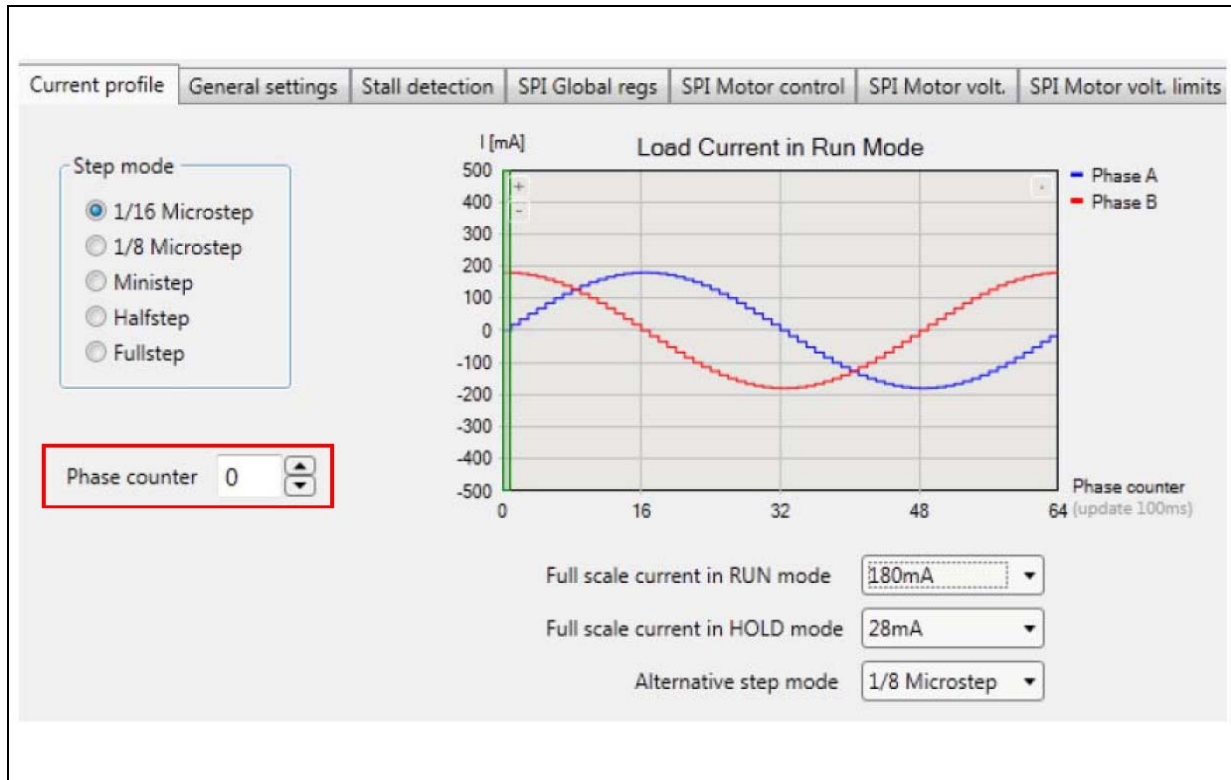 Current profile General settings Stall detection SPI Global regs SPI Motor control SPI Motor volt. SPI Motor volt. limits
Step mode
1/16 Microstep
1/8 Microstep
Ministep
Halfstep
Fullstep
Phase counter 0
I [mA]
Load Current in Run Mode
500
400
300
200
100
0
-100
-200
-300
-400
-500
+
-
Phase A
Phase B
0 16 32 48 64
Phase counter
(update 100ms)
Full scale current in RUN mode 180mA
Full scale current in HOLD mode 28mA
Alternative step mode 1/8 Microstep